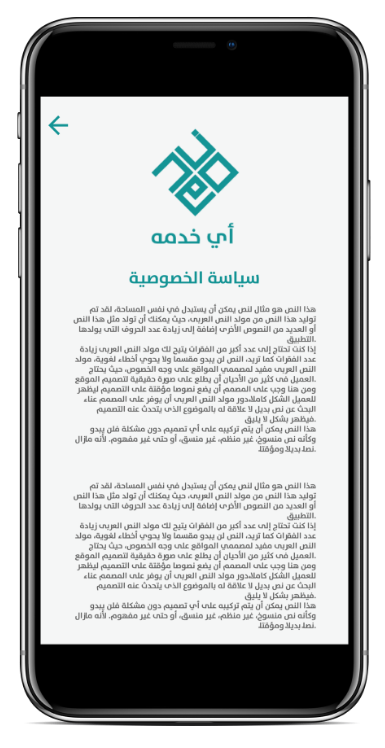 أي خدمه
سياسة الخصوصية
هذا النص هو مثال لنص يمكن أن يستبدل في نفس المساحة، لقد تم
توليد هذا النص من مولد النص العربى، حيث يمكنك أن تولد مثل هذا النص
أو العديد من النصوص الأخرى إضافة إلى زيادة عدد الحروف التى يولدها
.التطبيق
إذا كنت تحتاج إلى عدد أكبر من الفقرات يتيح لك مولد النص العربى زيادة
عدد الفقرات كما تريد، النص لن يبدو مقسما ولا يحوي أخطاء لغوية، مولد
النص العربى مفيد لمصممي المواقع على وجه الخصوص، حيث يحتاج
.العميل فى كثير من الأحيان أن يطلع على صورة حقيقية لتصميم الموقع
ومن هنا وجب على المصمم أن يضع نصوصا مؤقتة على التصميم ليظهر
للعميل الشكل كاملاً،دور مولد النص العربى أن يوفر على المصمم عناء
البحث عن نص بديل لا علاقة له بالموضوع الذى يتحدث عنه التصميم
.فيظهر بشكل لا يليق
هذا النص يمكن أن يتم تركيبه على أي تصميم دون مشكلة فلن يبدو
وكأنه نص منسوخ، غير منظم، غير منسق، أو حتى غير مفهوم. لأنه مازال
.نصاً بديلاً ومؤقتاً
هذا النص هو مثال لنص يمكن أن يستبدل في نفس المساحة، لقد تم
توليد هذا النص من مولد النص العربى، حيث يمكنك أن تولد مثل هذا النص
أو العديد من النصوص الأخرى إضافة إلى زيادة عدد الحروف التى يولدها
.التطبيق
إذا كنت تحتاج إلى عدد أكبر من الفقرات يتيح لك مولد النص العربى زيادة
عدد الفقرات كما تريد، النص لن يبدو مقسما ولا يحوي أخطاء لغوية، مولد
النص العربى مفيد لمصممي المواقع على وجه الخصوص، حيث يحتاج
.العميل فى كثير من الأحيان أن يطلع على صورة حقيقية لتصميم الموقع
ومن هنا وجب على المصمم أن يضع نصوصا مؤقتة على التصميم ليظهر
للعميل الشكل كاملاً،دور مولد النص العربى أن يوفر على المصمم عناء
البحث عن نص بديل لا علاقة له بالموضوع الذى يتحدث عنه التصميم
.فيظهر بشكل لا يليق
هذا النص يمكن أن يتم تركيبه على أي تصميم دون مشكلة فلن يبدو
وكأنه نص منسوخ، غير منظم، غير منسق، أو حتى غير مفهوم. لأنه مازال
.نصاً بديلاً ومؤقتاً